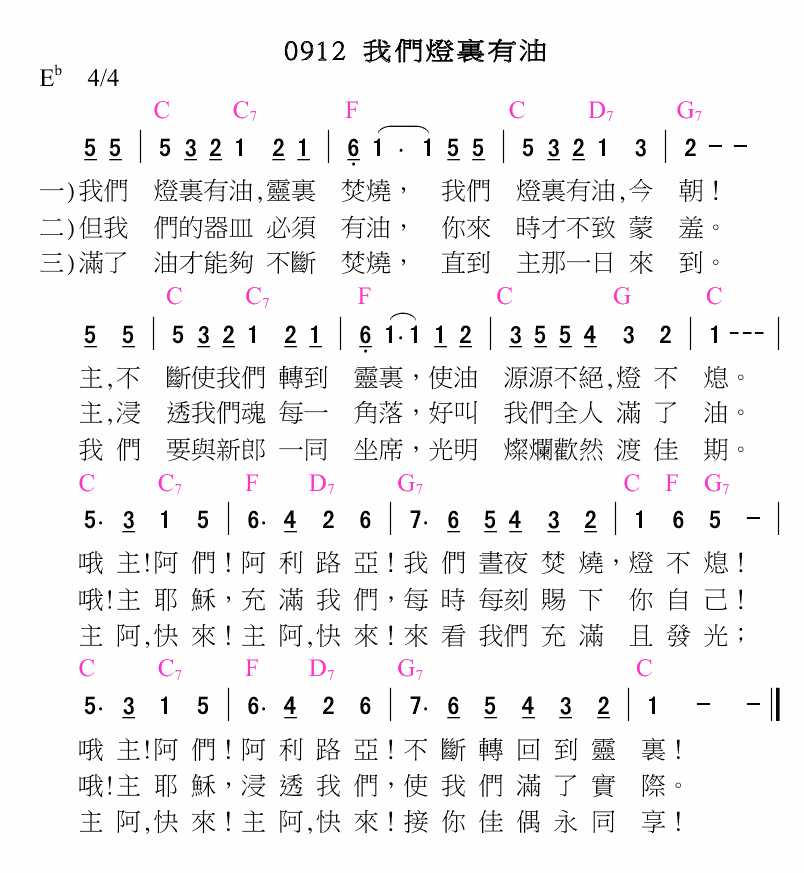 0912 我們燈裏有油
E♭ 4/4
C C7 F C D7 G7
5 5 | 5 3 2 1 2 1 | 6 1 · 1 5 5 | 5 3 2 1 3 | 2 - -
一)我們 燈裏有油,靈裏 焚燒, 我們 燈裏有油,今 朝!
二)但我 們的器皿 必須 有油, 你來 時才不致 蒙 羞。
三)滿了 油才能夠 不斷 焚燒, 直到 主那一日 來 到。
C C7 F C G C
5 5 | 5 3 2 1 2 1 | 6 1·1 1 2 | 3 5 5 4 3 2 | 1 - - - |
主,不 斷使我們 轉到 靈裏,使油 源源不絕,燈 不 熄。
主,浸 透我們魂 每一 角落,好叫 我們全人 滿 了 油。
我 們 要與新郎 一同 坐席,光明 燦爛歡然 渡 佳 期。
C C7 F D7 G7 C F G7
5· 3 1 5 | 6· 4 2 6 | 7· 6 5 4 3 2 | 1 6 5 - |
哦 主!阿 們!阿 利 路 亞!我 們 晝夜 焚 燒,燈 不 熄!
哦!主 耶 穌,充 滿 我 們,每 時 每刻 賜 下 你 自 己!
主 阿,快 來!主 阿,快 來!來 看 我們 充 滿 且 發 光;
C C7 F D7 G7 C
5· 3 1 5 | 6· 4 2 6 | 7· 6 5 4 3 2 | 1 - - ‖
哦 主!阿 們!阿 利 路 亞!不 斷 轉 回 到 靈 裏!
哦!主 耶 穌,浸 透 我 們,使 我 們 滿 了 實 際。
主 阿,快 來!主 阿,快 來!接 你 佳 偶 永 同 享!